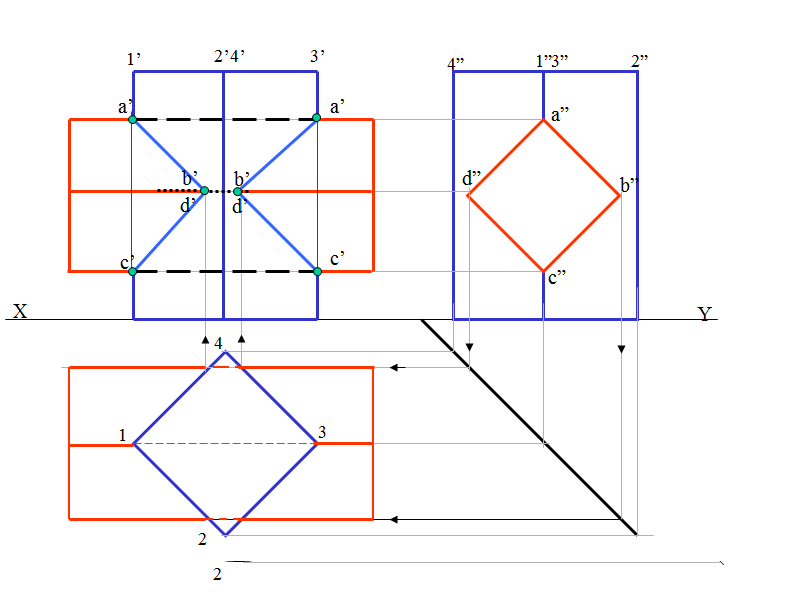 1’ 2’4’ 3’ 4” 1”3” 2”
a’ a’ a”
b’ b’ d” b”
d’ d’
c’ c’ c”
X Y
4
1 3
2
2